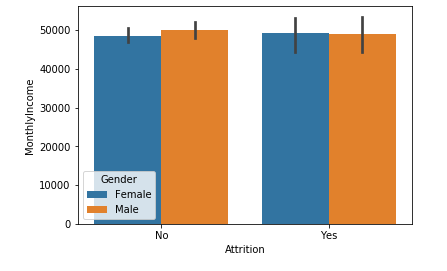 50000
40000
30000
20000
10000
0
MonthlyIncome
Gender
Female
Male
No
Yes
Attrition